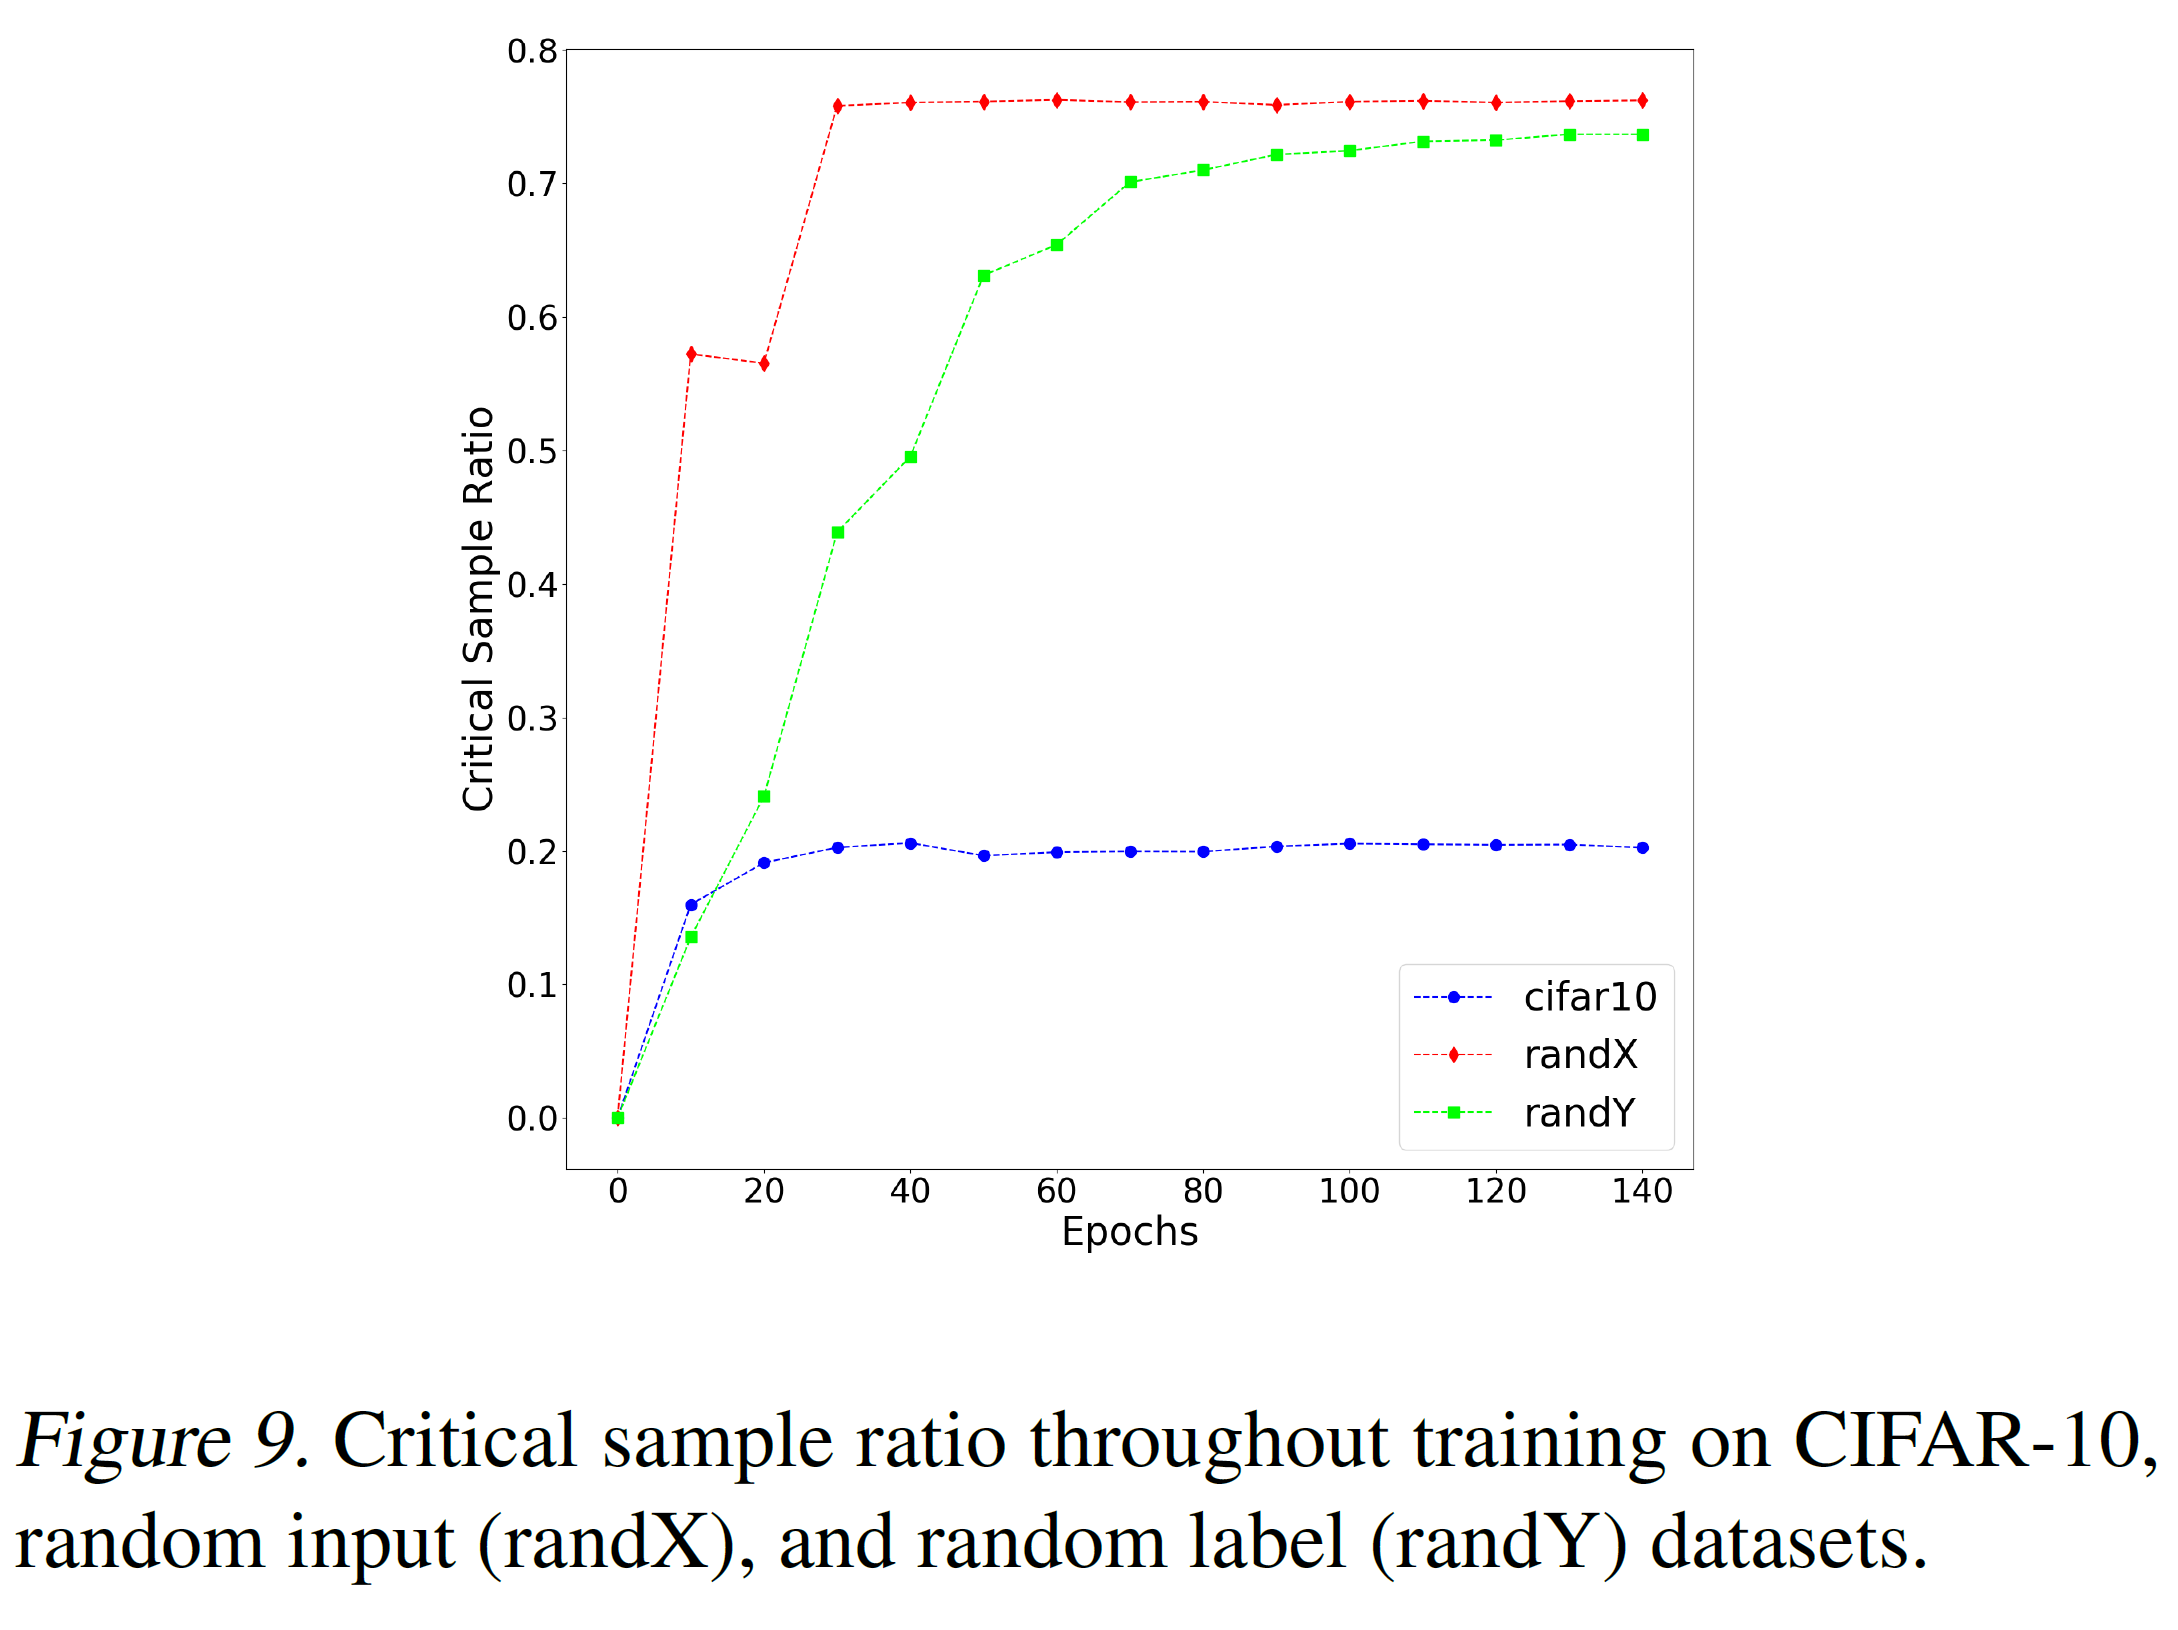 0.8
0.7
0.6
0.5
0.4
0.3
0.2
0.1
0.0
Critical Sample Ratio
cifar10
randX
randY
0 20 40 60 80 100 120 140
Epochs
Figure 9. Critical sample ratio throughout training on CIFAR-10,
random input (randX), and random label (randY) datasets.